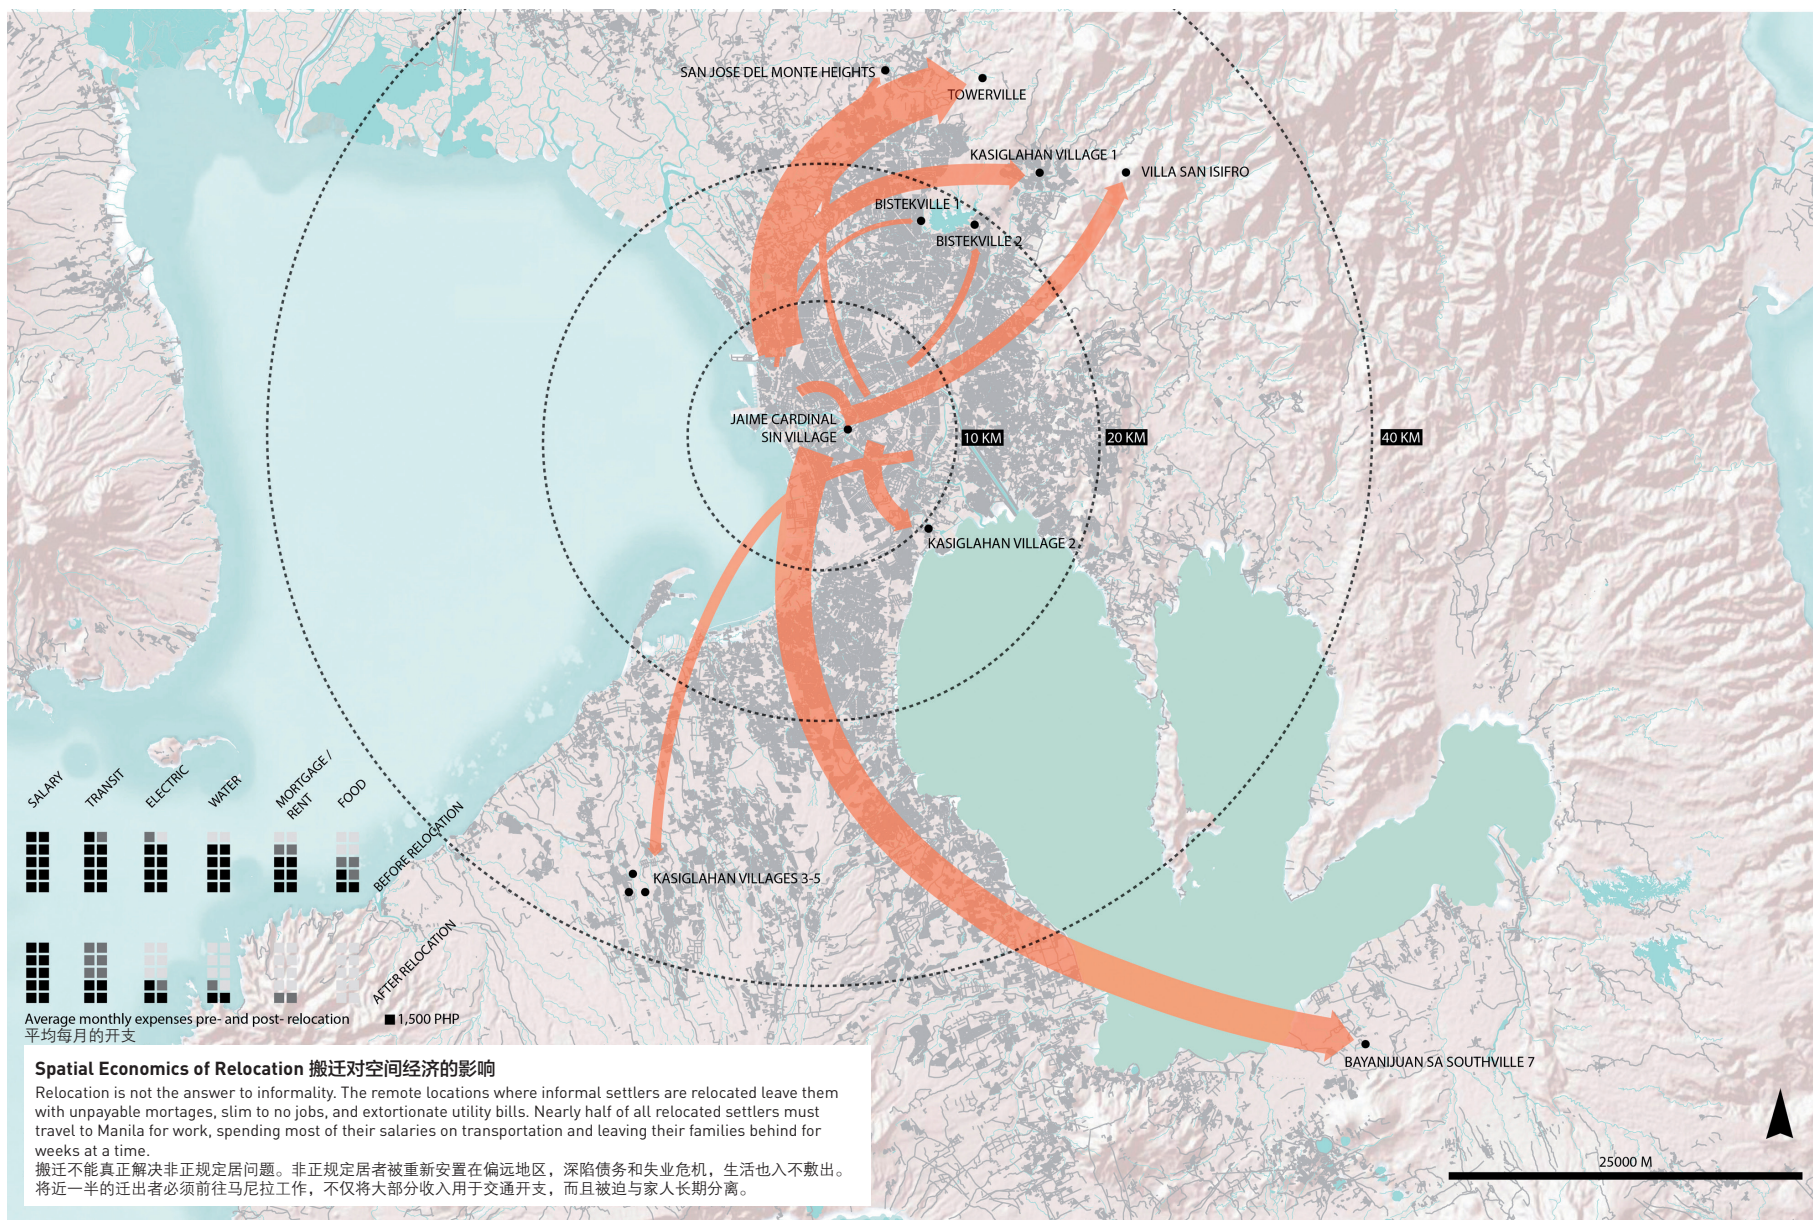 SAN JOSE DEL MONTE HEIGHTS
TOWERVILLE
KASIGLAHAN VILLAGE 1
VILLA SAN ISIFRO
BISTEKVILLE 1
BISTEKVILLE 2
JAIME CARDINAL
SIN VILLAGE
10 KM
20 KM
40 KM
KASIGLAHAN VILLAGE 2
KASIGLAHAN VILLAGES 3-5
BAYANIJUAN SA SOUTHVILLE 7
SALARY
TRANSIT
ELECTRIC
WATER
MORTGAGE /
RENT
FOOD
BEFORE RELOCATION
AFTER RELOCATION
Average monthly expenses pre- and post- relocation
1,500 PHP
平均每月的开支
Spatial Economics of Relocation 搬迁对空间经济的影响
Relocation is not the answer to informality. The remote locations where informal settlers are relocated leave them
with unpayable mortages, slim to no jobs, and extortionate utility bills. Nearly half of all relocated settlers must
travel to Manila for work, spending most of their salaries on transportation and leaving their families behind for
weeks at a time.
搬迁不能真正解决非正规定居问题。非正规定居者被重新安置在偏远地区，深陷债务和失业危机，生活也入不敷出。
将近一半的迁出者必须前往马尼拉工作，不仅将大部分收入用于交通开支，而且被迫与家人长期分离。
25000 M